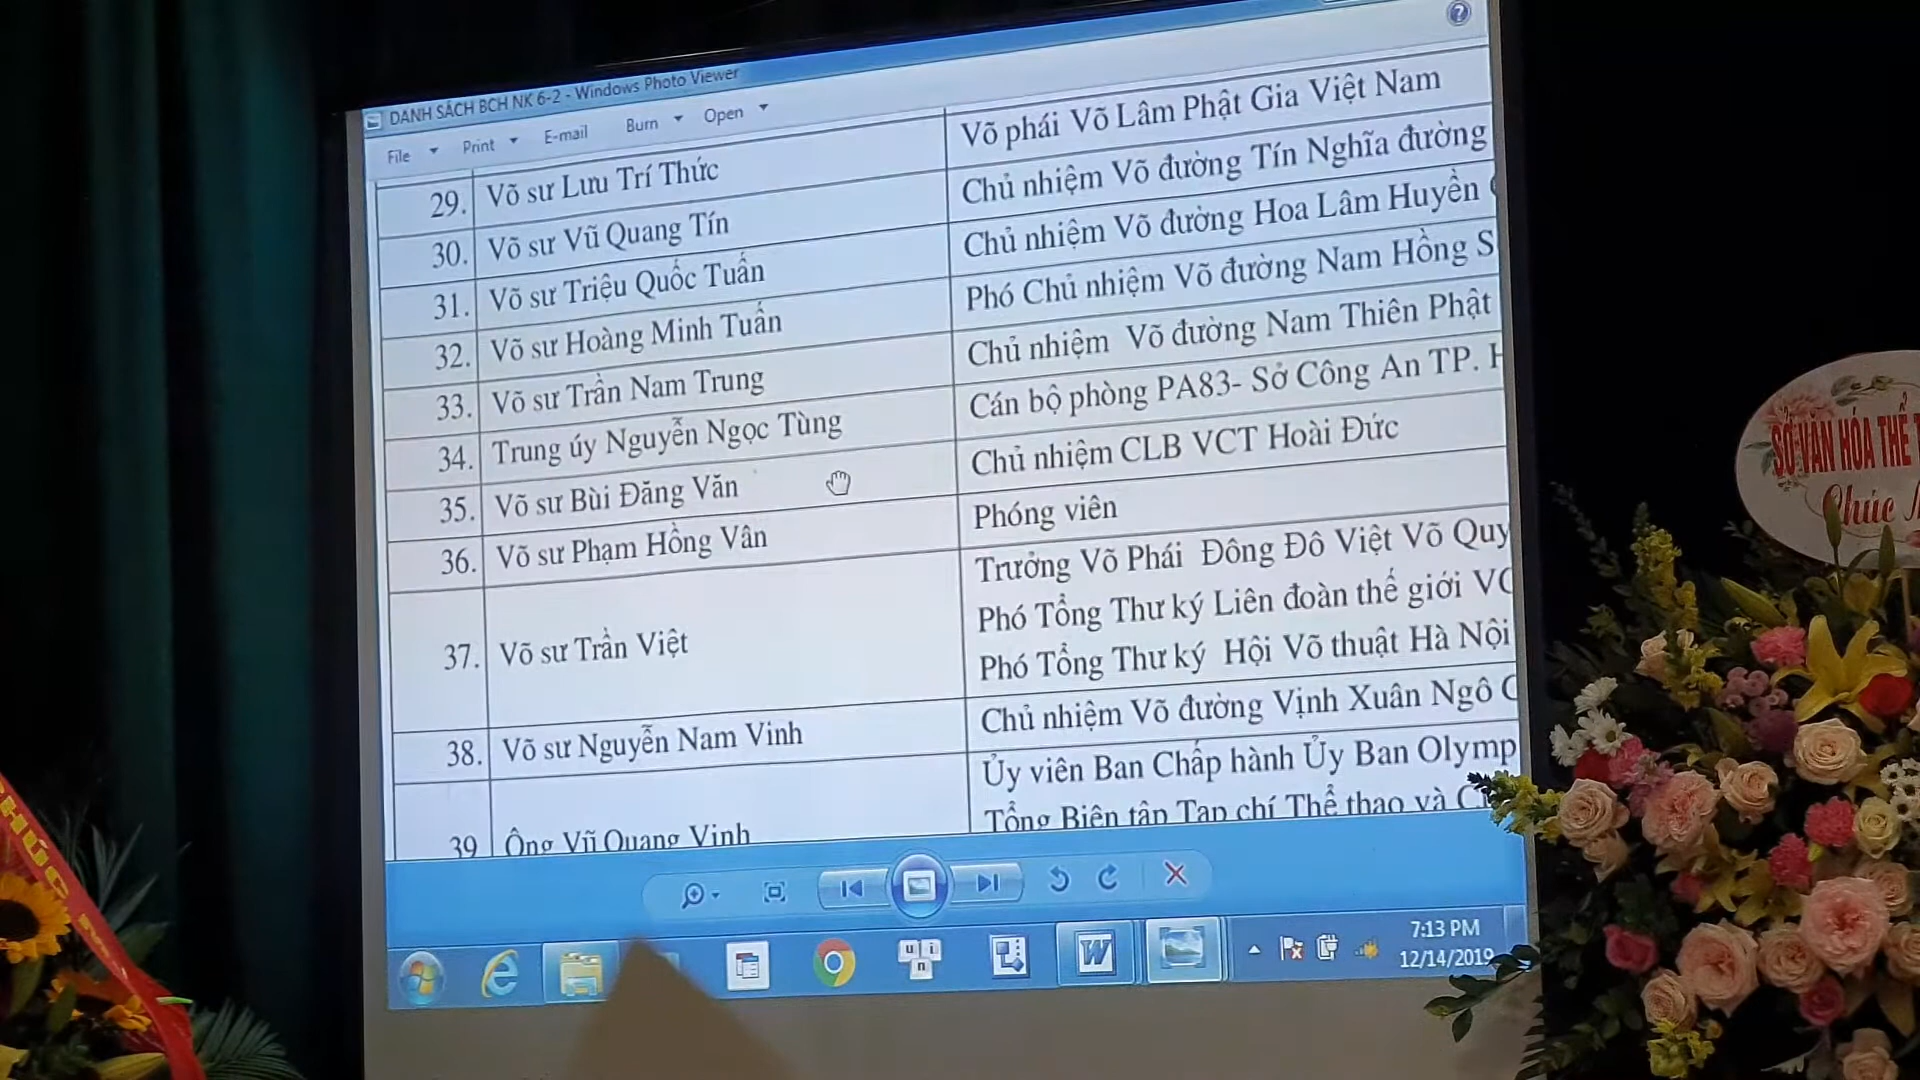 DANH SÁCH BCH NK 6-2 - Windows Photo Viewer
File Print E-mail Burn Open
Võ phái Võ Lâm Phật Gia Việt Nam
29. Võ sư Lưu Trí Thức
Chủ nhiệm Võ đường Tín Nghĩa đường
30. Võ sư Vũ Quang Tín
Chủ nhiệm Võ đường Hoa Lâm Huyền
31. Võ sư Triệu Quốc Tuấn
Phó Chủ nhiệm Võ đường Nam Hồng S
32. Võ sư Hoàng Minh Tuấn
Chủ nhiệm Võ đường Nam Thiên Phật
33. Võ sư Trần Nam Trung
Cán bộ phòng PA83- Sở Công An TP. H
34. Trung úy Nguyễn Ngọc Tùng
Chủ nhiệm CLB VCT Hoài Đức
35. Võ sư Bùi Đăng Văn
Phóng viên
36. Võ sư Phạm Hồng Vân
Trưởng Võ Phái Đông Đô Việt Võ Quy
Phó Tổng Thư ký Liên đoàn thế giới VC
37. Võ sư Trần Việt
Phó Tổng Thư ký Hội Võ thuật Hà Nội
Chủ nhiệm Võ đường Vịnh Xuân Ngô
38. Võ sư Nguyễn Nam Vinh
Ủy viên Ban Chấp hành Ủy Ban Olymp
Tổng Biên tập Tạp chí Thể thao và
39 Ông Vũ Quang Vinh
7:13 PM
12/14/2019
SỞ VĂN HÓA THỂ
Chúc
CHÚC